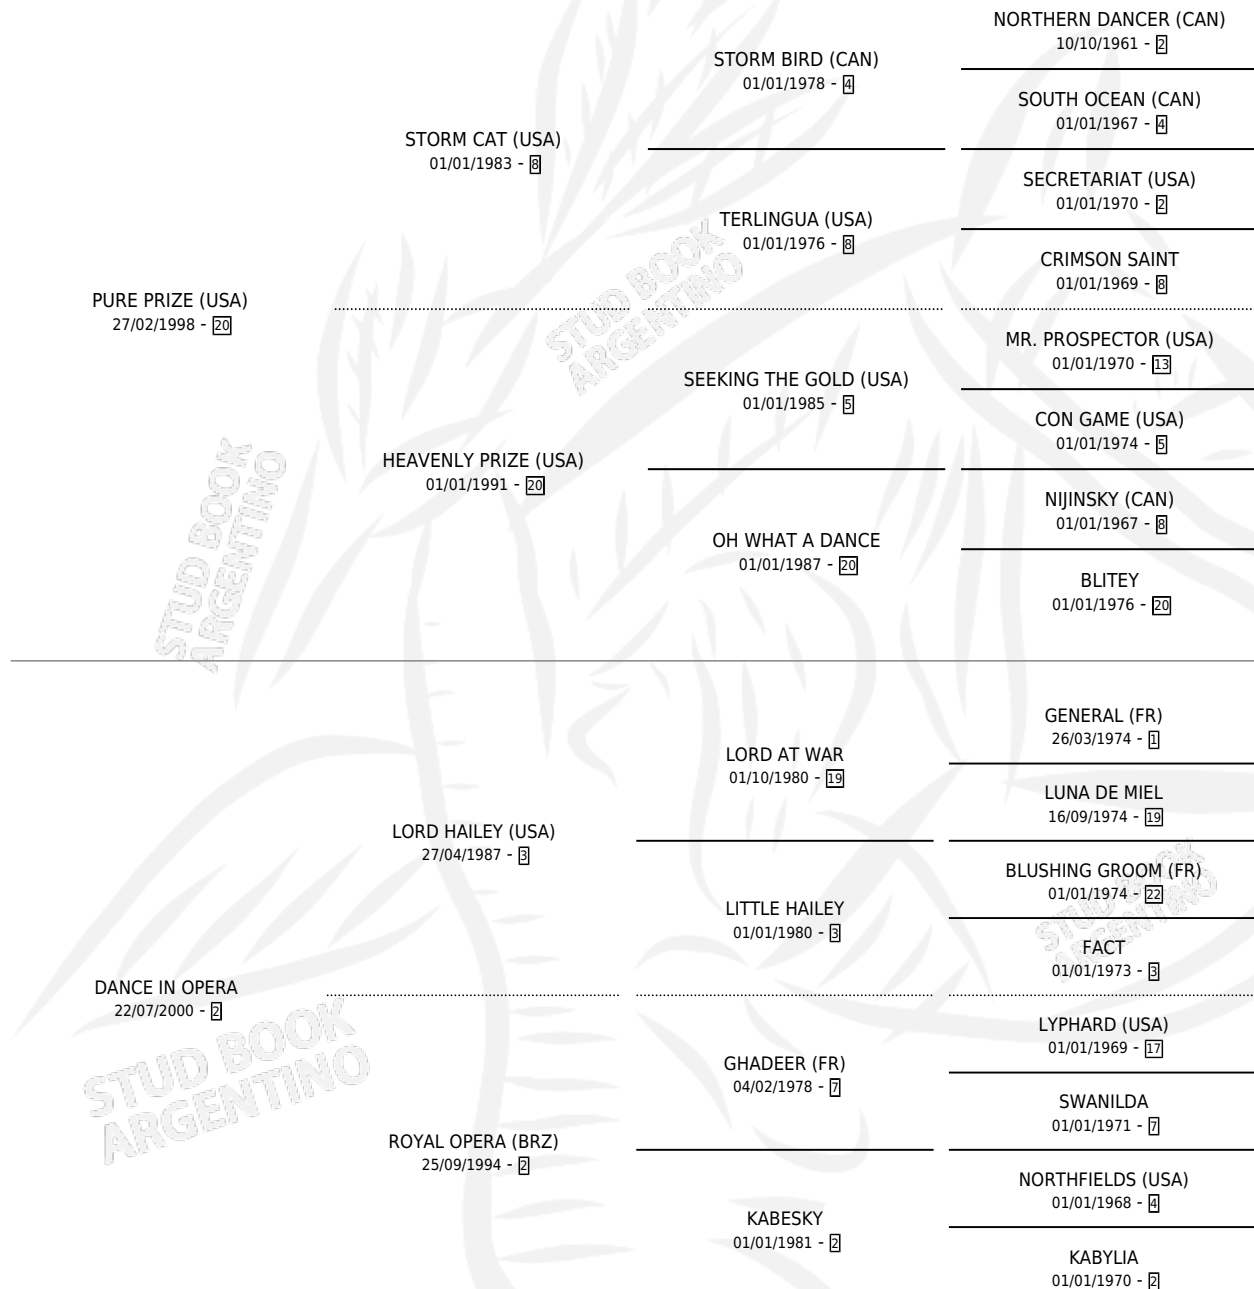 NORTHERN DANCER (CAN)
10/10/1961 - 2
STORM BIRD (CAN)
01/01/1978 - 4
SOUTH OCEAN (CAN)
01/01/1967 - 4
STORM CAT (USA)
01/01/1983 - 8
SECRETARIAT (USA)
01/01/1970 - 2
TERLINGUA (USA)
01/01/1976 - 8
CRIMSON SAINT
01/01/1969 - 8
PURE PRIZE (USA)
27/02/1998 - 20
MR. PROSPECTOR (USA)
01/01/1970 - 13
SEEKING THE GOLD (USA)
01/01/1985 - 5
CON GAME (USA)
01/01/1974 - 5
HEAVENLY PRIZE (USA)
01/01/1991 - 20
NIJINSKY (CAN)
01/01/1967 - 8
OH WHAT A DANCE
01/01/1987 - 20
BLITEY
01/01/1976 - 20
GENERAL (FR)
26/03/1974 - 1
LORD AT WAR
01/10/1980 - 19
LUNA DE MIEL
16/09/1974 - 19
LORD HAILEY (USA)
27/04/1987 - 3
BLUSHING GROOM (FR)
01/01/1974 - 22
LITTLE HAILEY
01/01/1980 - 3
FACT
01/01/1973 - 3
DANCE IN OPERA
22/07/2000 - 2
LYPHARD (USA)
01/01/1969 - 17
GHADEER (FR)
04/02/1978 - 7
SWANILDA
01/01/1971 - 7
ROYAL OPERA (BRZ)
25/09/1994 - 2
NORTHFIELDS (USA)
01/01/1968 - 4
KABESKY
01/01/1981 - 2
KABYLIA
01/01/1970 - 2
STUD BOOK
ARGENTINO
STUD BOOK
ARGENTINO
STUD BOOK
ARGENTINO
STUD BOOK
ARGENTINO